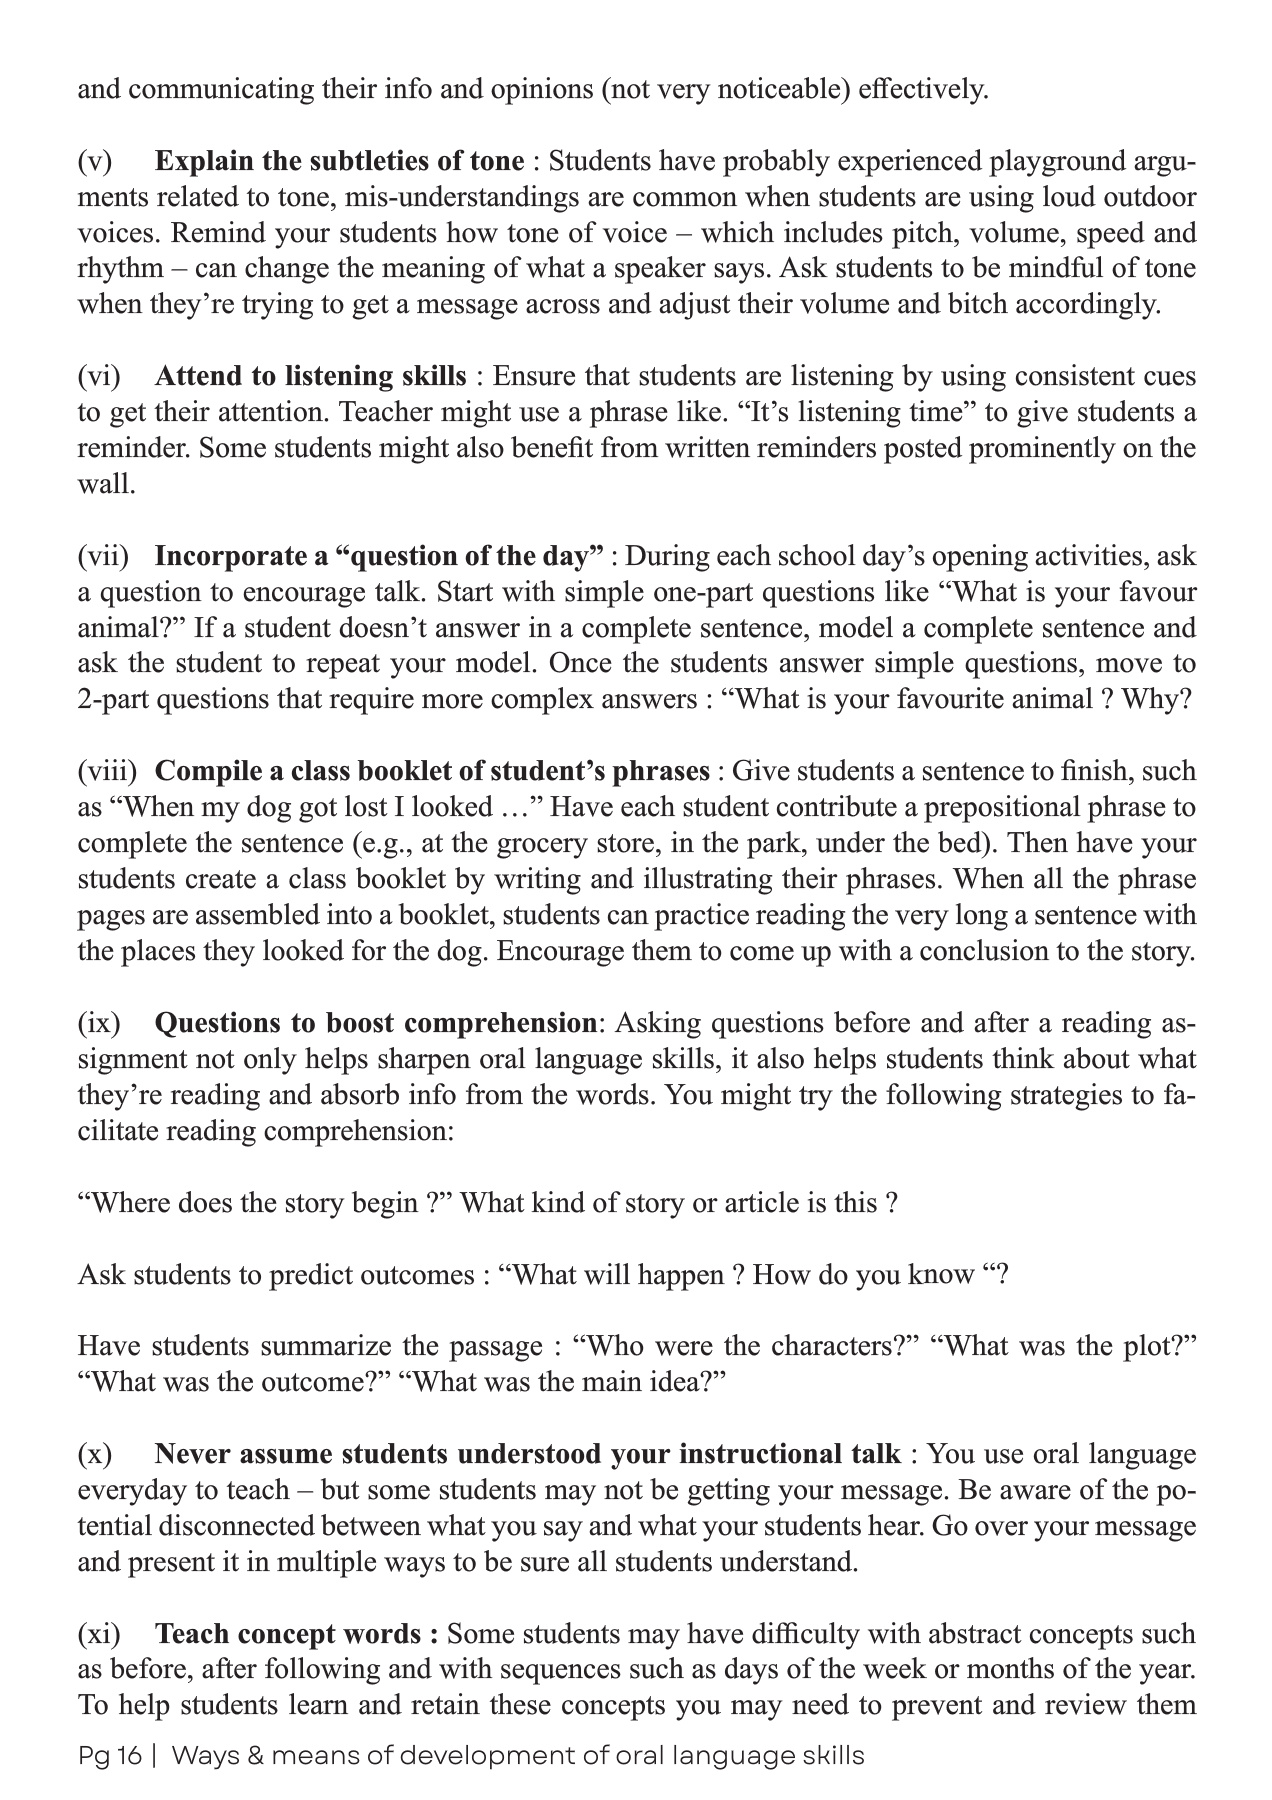 and communicating their info and opinions (not very noticeable) effectively.
(v) Explain the subtleties of tone : Students have probably experienced playground argu-
ments related to tone, mis-understandings are common when students are using loud outdoor
voices. Remind your students how tone of voice – which includes pitch, volume, speed and
rhythm – can change the meaning of what a speaker says. Ask students to be mindful of tone
when they’re trying to get a message across and adjust their volume and bitch accordingly.
(vi) Attend to listening skills : Ensure that students are listening by using consistent cues
to get their attention. Teacher might use a phrase like. “It’s listening time” to give students a
reminder. Some students might also benefit from written reminders posted prominently on the
wall.
(vii) Incorporate a “question of the day” : During each school day’s opening activities, ask
a question to encourage talk. Start with simple one-part questions like “What is your favour
animal?” If a student doesn’t answer in a complete sentence, model a complete sentence and
ask the student to repeat your model. Once the students answer simple questions, move to
2-part questions that require more complex answers : “What is your favourite animal ? Why?
(viii) Compile a class booklet of student’s phrases : Give students a sentence to finish, such
as “When my dog got lost I looked …” Have each student contribute a prepositional phrase to
complete the sentence (e.g., at the grocery store, in the park, under the bed). Then have your
students create a class booklet by writing and illustrating their phrases. When all the phrase
pages are assembled into a booklet, students can practice reading the very long a sentence with
the places they looked for the dog. Encourage them to come up with a conclusion to the story.
(ix) Questions to boost comprehension: Asking questions before and after a reading as-
signment not only helps sharpen oral language skills, it also helps students think about what
they’re reading and absorb info from the words. You might try the following strategies to fa-
cilitate reading comprehension:
“Where does the story begin ?” What kind of story or article is this ?
Ask students to predict outcomes : “What will happen ? How do you know “?
Have students summarize the passage : “Who were the characters?” “What was the plot?”
“What was the outcome?” “What was the main idea?”
(x) Never assume students understood your instructional talk : You use oral language
everyday to teach – but some students may not be getting your message. Be aware of the po-
tential disconnected between what you say and what your students hear. Go over your message
and present it in multiple ways to be sure all students understand.
(xi) Teach concept words : Some students may have difficulty with abstract concepts such
as before, after following and with sequences such as days of the week or months of the year.
To help students learn and retain these concepts you may need to prevent and review them
Pg 16 | Ways & means of development of oral language skills